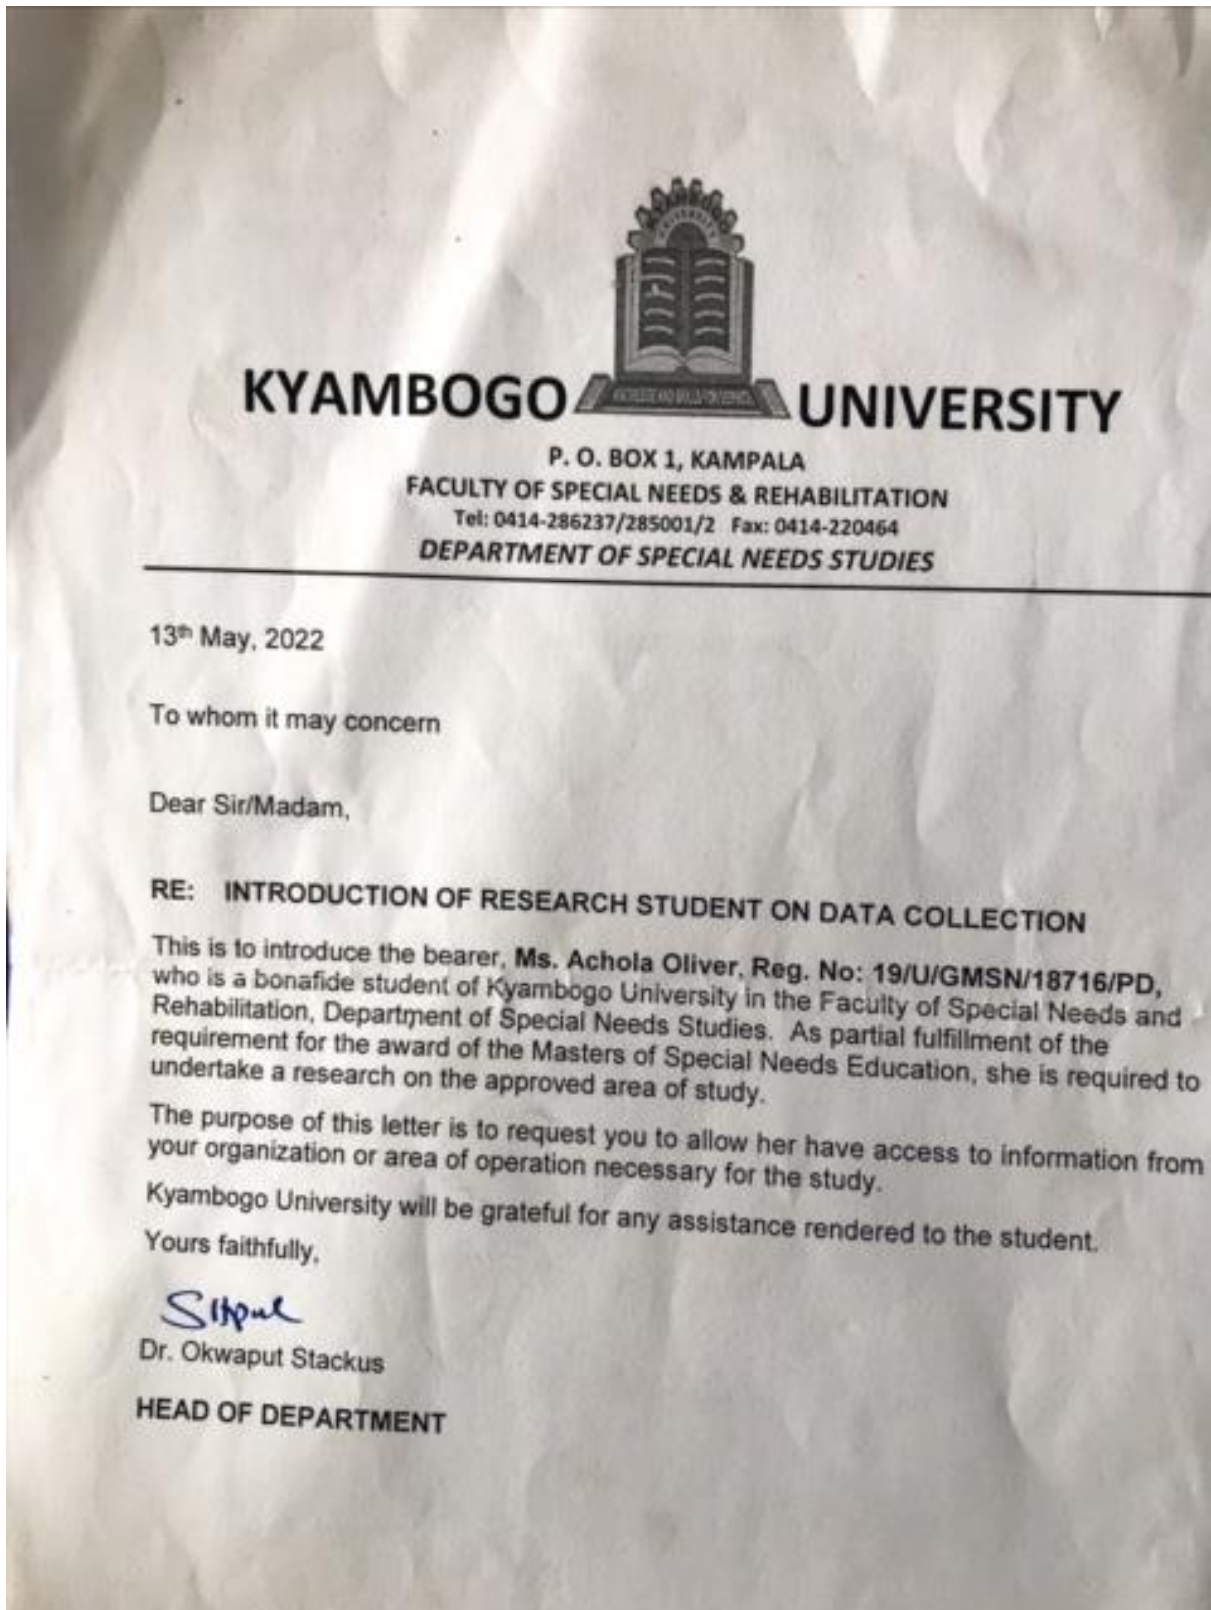 UNIVERSITY
KYAMBOGO UNIVERSITY
KNOWLEDGE AND SKILLS FOR SERVICE
P. O. BOX 1, KAMPALA
FACULTY OF SPECIAL NEEDS & REHABILITATION
Tel: 0414-286237/285001/2 Fax: 0414-220464
DEPARTMENT OF SPECIAL NEEDS STUDIES
13th May, 2022
To whom it may concern
Dear Sir/Madam,
RE: INTRODUCTION OF RESEARCH STUDENT ON DATA COLLECTION
This is to introduce the bearer, Ms. Achola Oliver, Reg. No: 19/U/GMSN/18716/PD,
who is a bonafide student of Kyambogo University in the Faculty of Special Needs and
Rehabilitation, Department of Special Needs Studies. As partial fulfillment of the
requirement for the award of the Masters of Special Needs Education, she is required to
undertake a research on the approved area of study.
The purpose of this letter is to request you to allow her have access to information from
your organization or area of operation necessary for the study.
Kyambogo University will be grateful for any assistance rendered to the student.
Yours faithfully,
Dr. Okwaput Stackus
HEAD OF DEPARTMENT